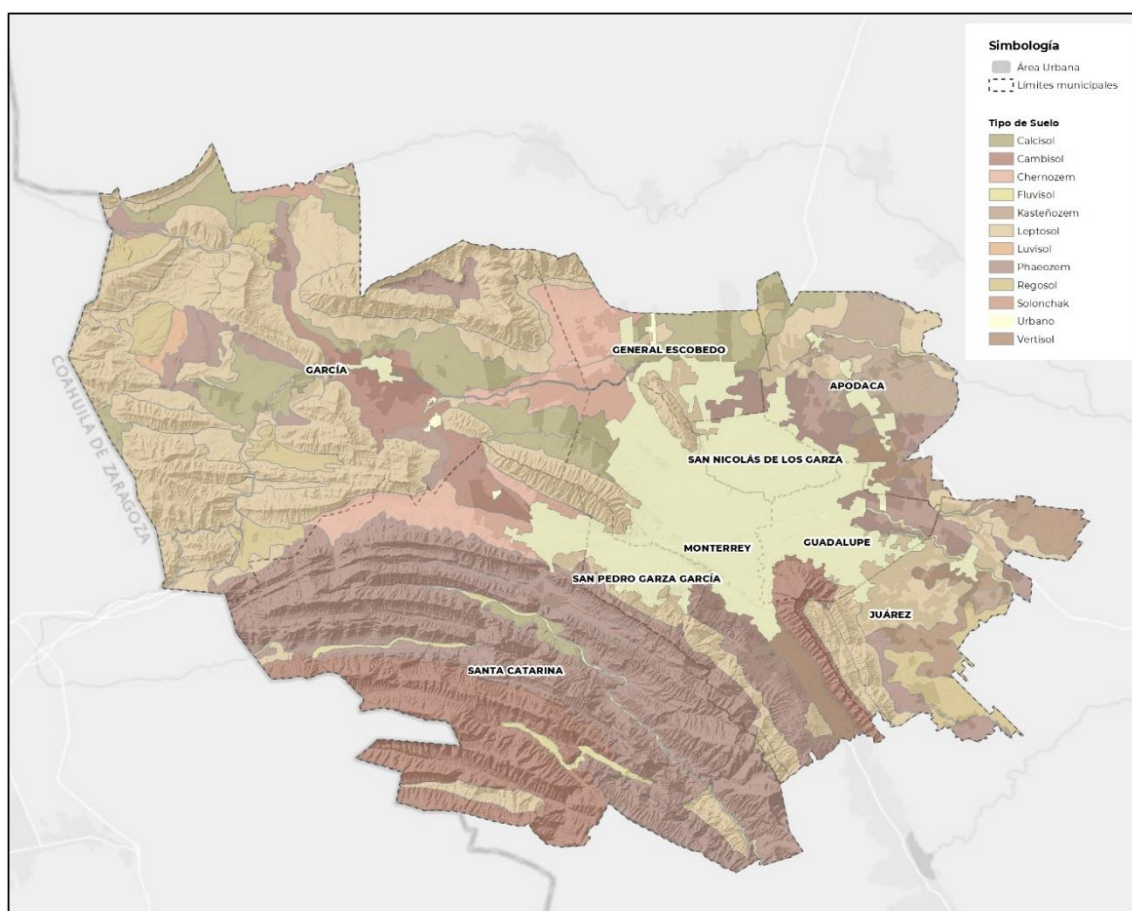 Simbología
Área Urbana
Límites municipales
Tipo de Suelo
Calcisol
Cambisol
Chernozem
Fluvisol
Kasteñozem
Leptosol
Luvisol
Phaeozem
Regosol
Solonchak
Urbano
Vertisol
GENERAL ESCOBEDO
GARCÍA
APODACA
COAHUILA DE ZARAGOZA
SAN NICOLÁS DE LOS GARZA
MONTERREY
GUADALUPE
SAN PEDRO GARZA GARCÍA
JUÁREZ
SANTA CATARINA